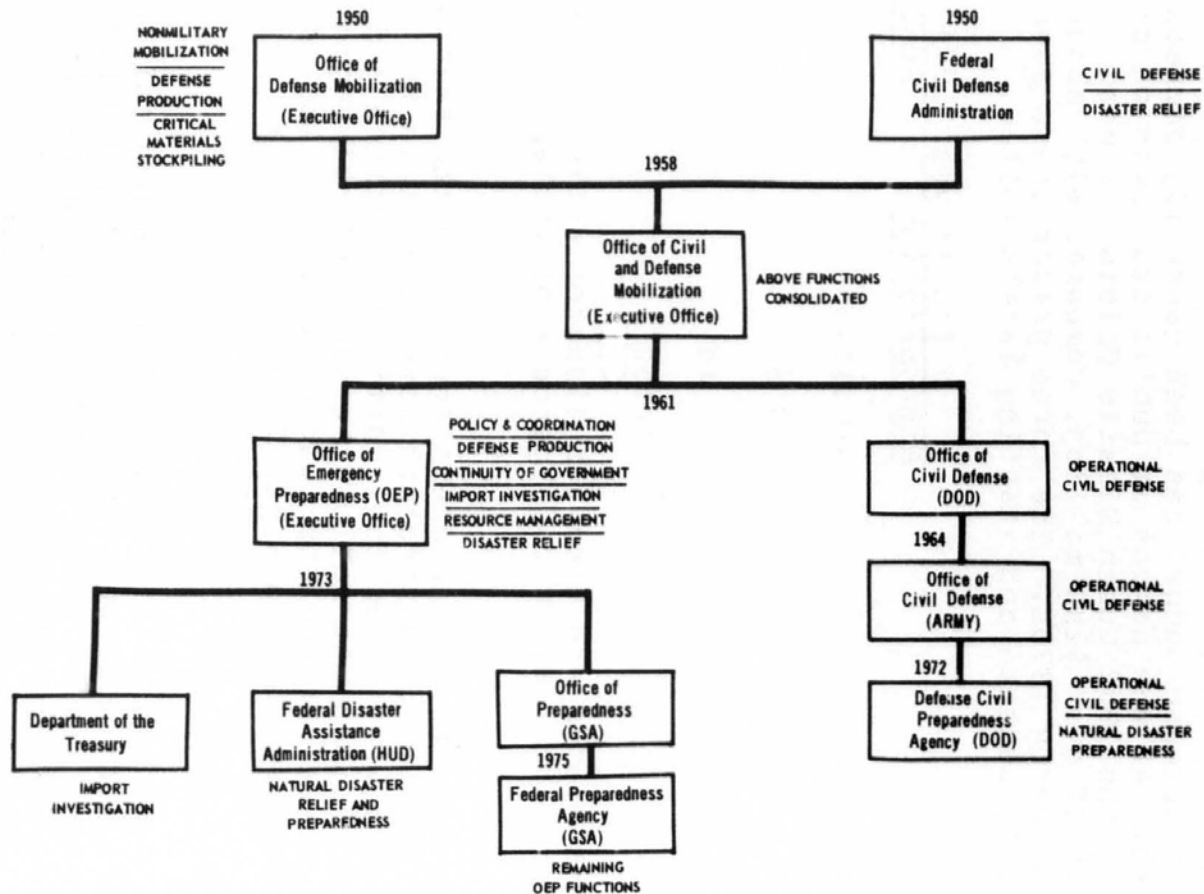 1950
NONMILITARY
MOBILIZATION
DEFENSE
PRODUCTION
CRITICAL
MATERIALS
STOCKPILING
Office of
Defense Mobilization
(Executive Office)
1950
Federal
Civil Defense
Administration
CIVIL DEFENSE
DISASTER RELIEF
1958
Office of Civil
and Defense
Mobilization
(Executive Office)
ABOVE FUNCTIONS
CONSOLIDATED
1961
Office of
Emergency
Preparedness (OEP)
(Executive Office)
POLICY & COORDINATION
DEFENSE PRODUCTION
CONTINUITY OF GOVERNMENT
IMPORT INVESTIGATION
RESOURCE MANAGEMENT
DISASTER RELIEF
Office of
Civil Defense
(DOD)
OPERATIONAL
CIVIL DEFENSE
1964
Office of
Civil Defense
(ARMY)
OPERATIONAL
CIVIL DEFENSE
1972
Defense Civil
Preparedness
Agency (DOD)
OPERATIONAL
CIVIL DEFENSE
NATURAL DISASTER
PREPAREDNESS
1973
Department of the
Treasury
IMPORT
INVESTIGATION
Federal Disaster
Assistance
Administration (HUD)
NATURAL DISASTER
RELIEF AND
PREPAREDNESS
Office of
Preparedness
(GSA)
1975
Federal Preparedness
Agency
(GSA)
REMAINING
OEP FUNCTIONS